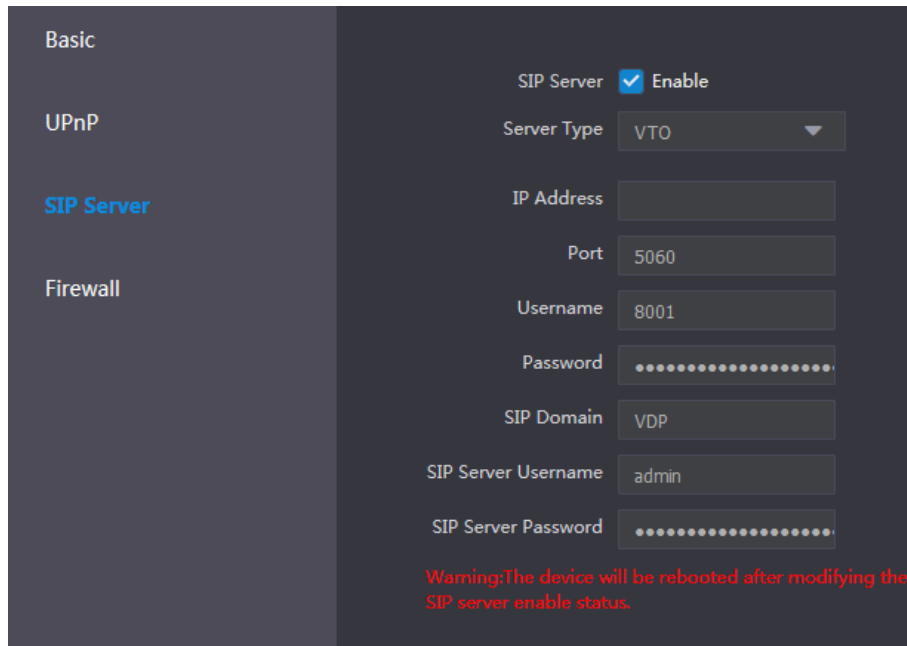 Basic
UPnP
SIP Server
Firewall
SIP Server Enable
Server Type VTO
IP Address
Port 5060
Username 8001
Password ••••••••••••••••••••
SIP Domain VDP
SIP Server Username admin
SIP Server Password ••••••••••••••••••••
Warning:The device will be rebooted after modifying the
SIP server enable status.